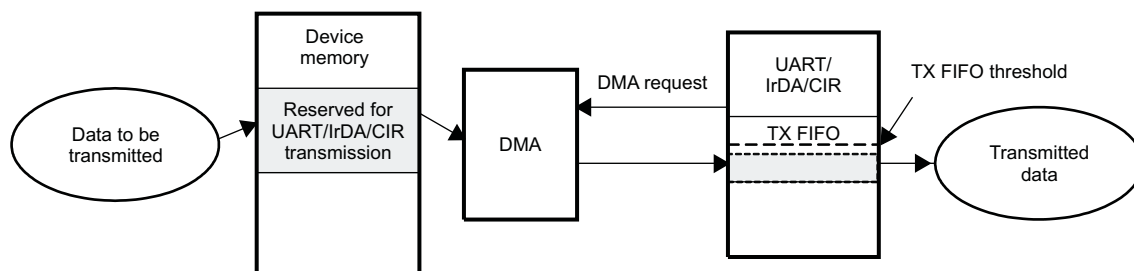 Data to be
transmitted
Device
memory
Reserved for
UART/IrDA/CIR
transmission
DMA
DMA request
UART/
IrDA/CIR
TX FIFO
TX FIFO threshold
Transmitted
data